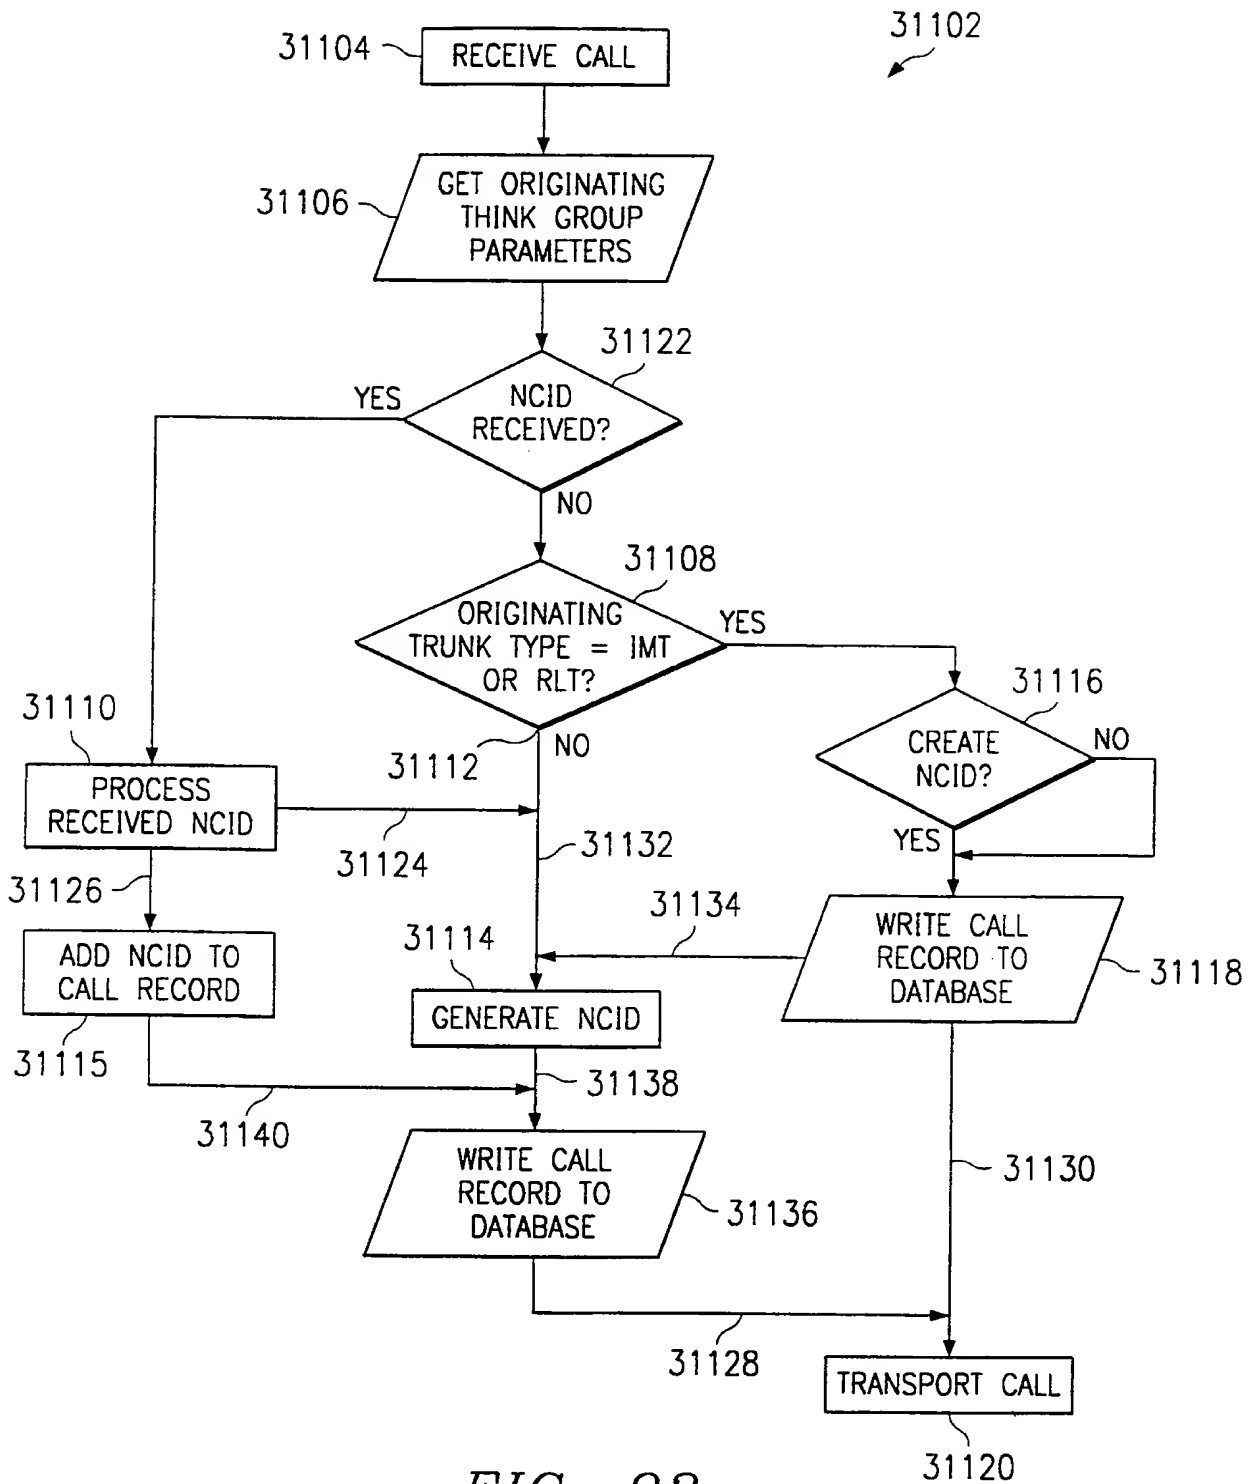 31102
31104
RECEIVE CALL
31106
GET ORIGINATING
THINK GROUP
PARAMETERS
31122
YES
NCID
RECEIVED?
NO
31108
ORIGINATING
TRUNK TYPE = IMT
OR RLT?
YES
31116
31110
31112
NO
CREATE
NCID?
NO
PROCESS
RECEIVED NCID
31124
31132
YES
31126
31134
ADD NCID TO
CALL RECORD
31114
WRITE CALL
RECORD TO
DATABASE
31118
GENERATE NCID
31115
31138
31140
WRITE CALL
RECORD TO
DATABASE
31136
31130
31128
TRANSPORT CALL
31120
FIG.